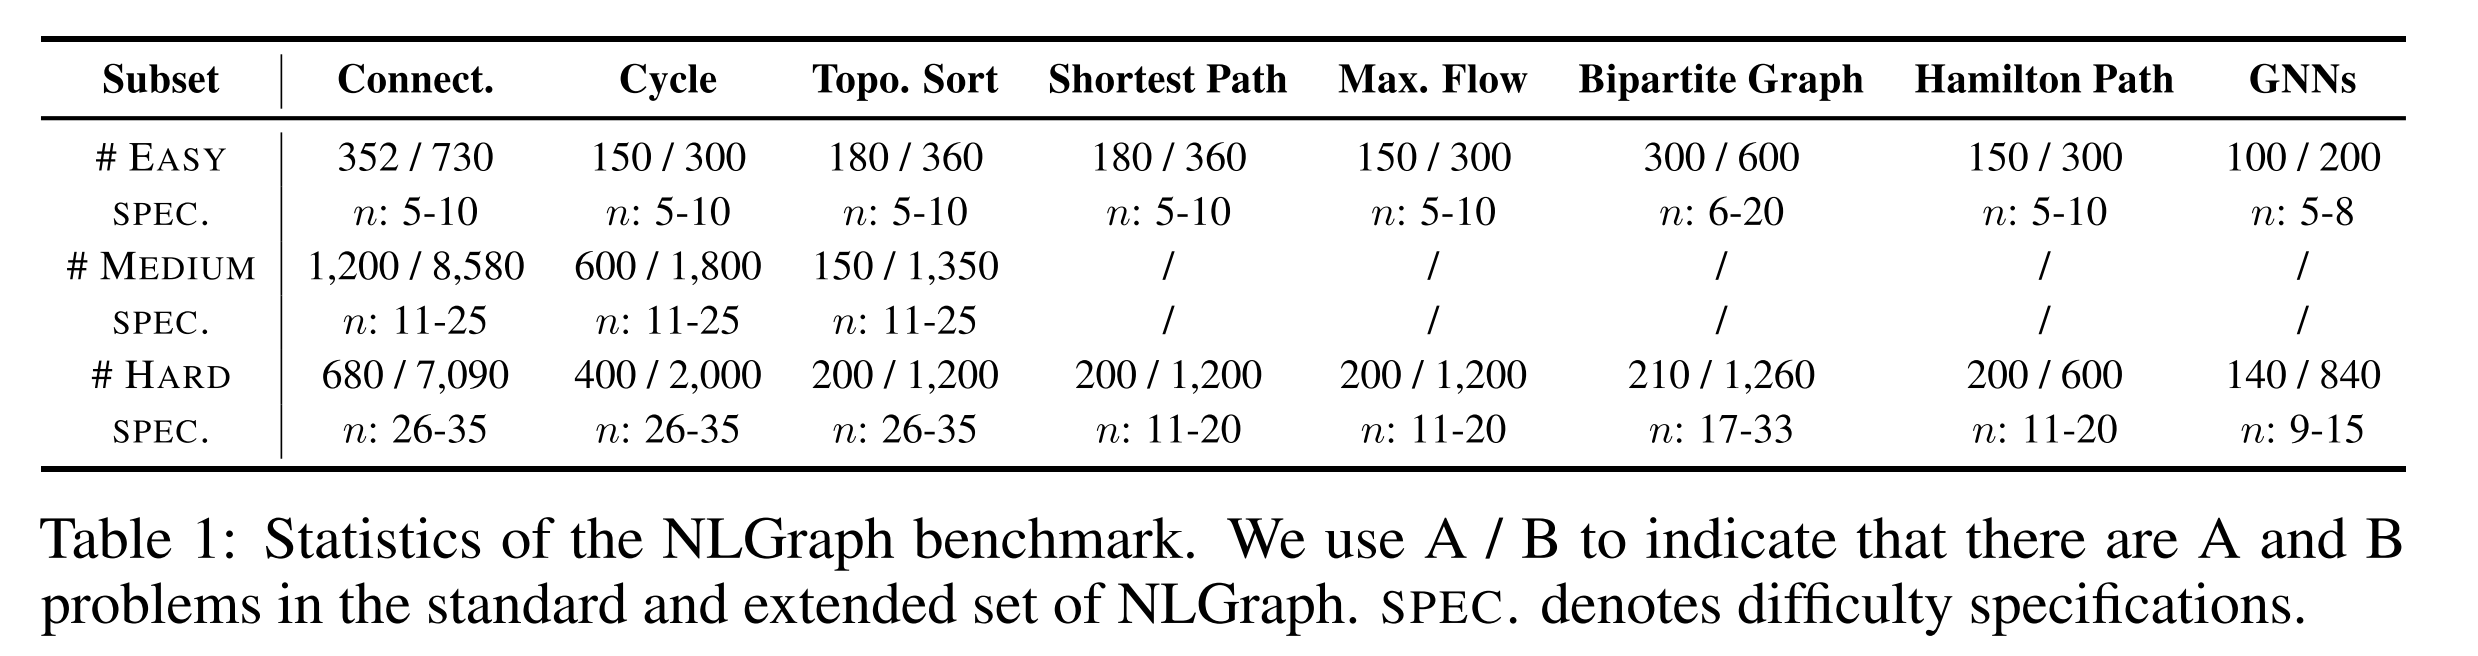 Subset Connect. Cycle Topo. Sort Shortest Path Max. Flow Bipartite Graph Hamilton Path GNNs
# EASY 352 / 730 150 / 300 180 / 360 180 / 360 150 / 300 300 / 600 150 / 300 100 / 200
SPEC. n: 5-10 n: 5-10 n: 5-10 n: 5-10 n: 5-10 n: 6-20 n: 5-10 n: 5-8
# MEDIUM 1,200 / 8,580 600 / 1,800 150 / 1,350 / / / / /
SPEC. n: 11-25 n: 11-25 n: 11-25 / / / / /
# HARD 680 / 7,090 400 / 2,000 200 / 1,200 200 / 1,200 200 / 1,200 210 / 1,260 200 / 600 140 / 840
SPEC. n: 26-35 n: 26-35 n: 26-35 n: 11-20 n: 11-20 n: 17-33 n: 11-20 n: 9-15
Table 1: Statistics of the NLGraph benchmark. We use A / B to indicate that there are A and B
problems in the standard and extended set of NLGraph. SPEC. denotes difficulty specifications.